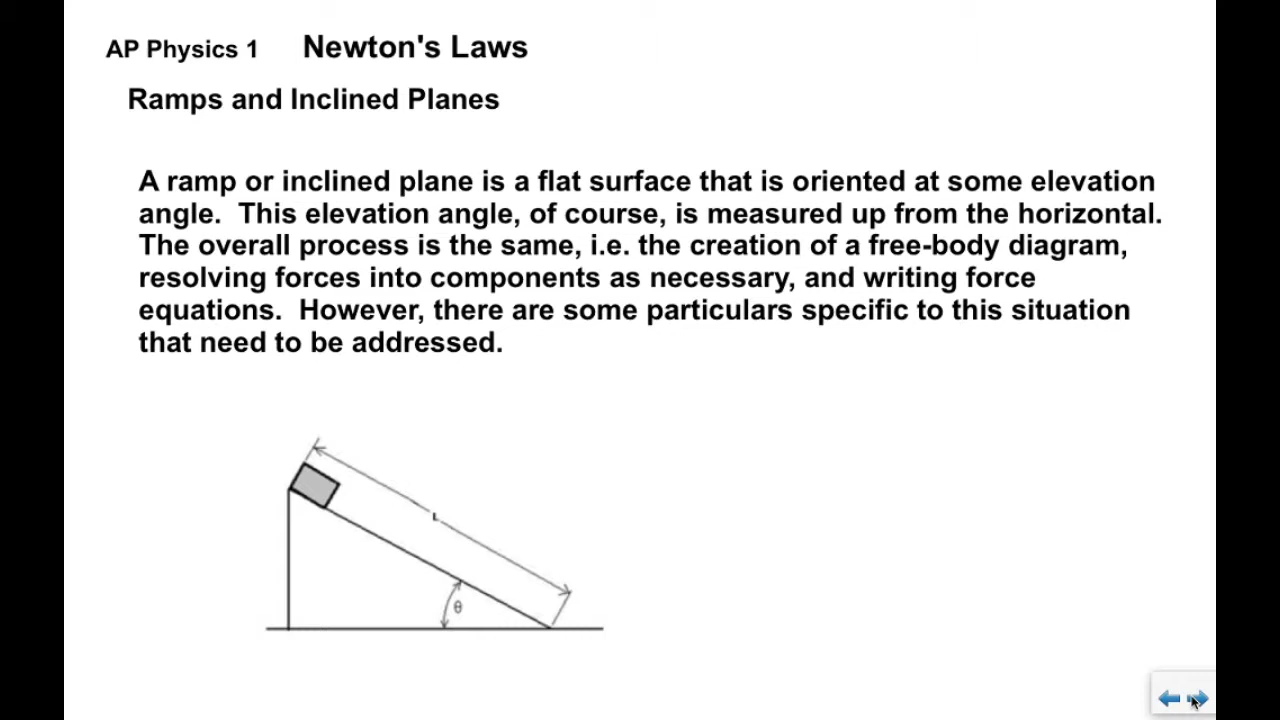 AP Physics 1 Newton's Laws
Ramps and Inclined Planes
A ramp or inclined plane is a flat surface that is oriented at some elevation
angle. This elevation angle, of course, is measured up from the horizontal.
The overall process is the same, i.e. the creation of a free-body diagram,
resolving forces into components as necessary, and writing force
equations. However, there are some particulars specific to this situation
that need to be addressed.
L
θ